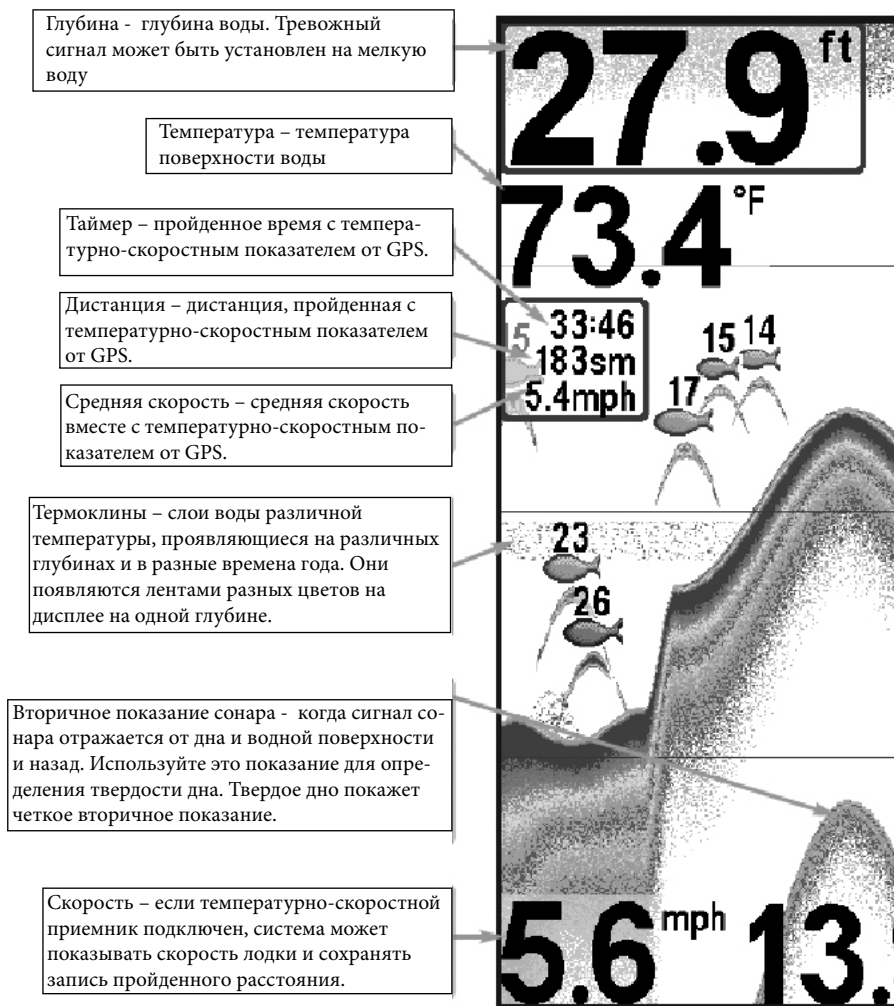 Глубина - глубина воды. Тревожный
сигнал может быть установлен на мелкую
воду
27.9 ft
Температура – температура
поверхности воды
73.4 °F
Таймер – пройденное время с темпера-
турно-скоростным показателем от GPS.
Дистанция – дистанция, пройденная с
температурно-скоростным показателем
от GPS.
Средняя скорость – средняя скорость
вместе с температурно-скоростным по-
казателем от GPS.
5
33:46
183sm
5.4mph
15 14
17
Термоклины – слои воды различной
температуры, проявляющиеся на различных
глубинах и в разные времена года. Они
появляются лентами разных цветов на
дисплее на одной глубине.
23
26
Вторичное показание сонара - когда сигнал со-
нара отражается от дна и водной поверхности
и назад. Используйте это показание для опре-
деления твердости дна. Твердое дно покажет
четкое вторичное показание.
Скорость – если температурно-скоростной
приемник подключен, система может
показывать скорость лодки и сохранять
запись пройденного расстояния.
5.6 mph 13.